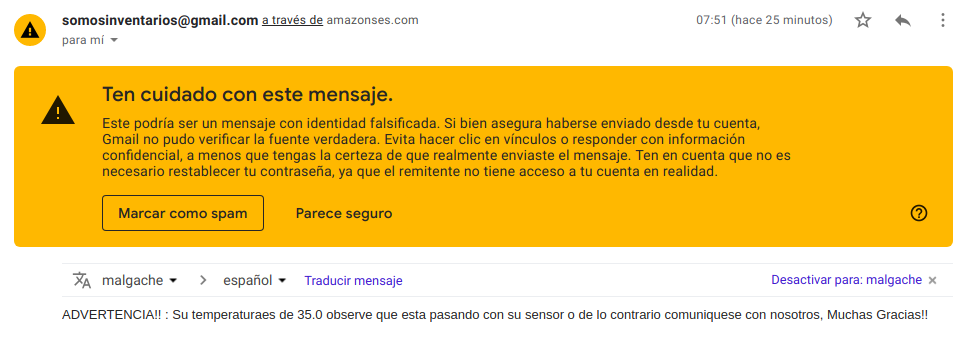 somosinventarios@gmail.com a través de amazonses.com 07:51 (hace 25 minutos)
para mí
Ten cuidado con este mensaje.
Este podría ser un mensaje con identidad falsificada. Si bien asegura haberse enviado desde tu cuenta,
Gmail no pudo verificar la fuente verdadera. Evita hacer clic en vínculos o responder con información
confidencial, a menos que tengas la certeza de que realmente enviaste el mensaje. Ten en cuenta que no es
necesario restablecer tu contraseña, ya que el remitente no tiene acceso a tu cuenta en realidad.
Marcar como spam Parece seguro
malgache > español Traducir mensaje Desactivar para: malgache ×
ADVERTENCIA!! : Su temperaturaes de 35.0 observe que esta pasando con su sensor o de lo contrario comuniquese con nosotros, Muchas Gracias!!